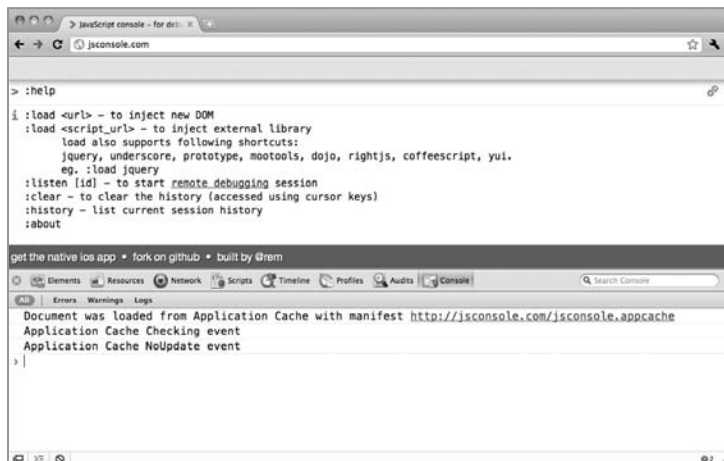 JavaScript console - for deb
jsconsole.com
> :help
i :load <url> - to inject new DOM
:load <script_url> - to inject external library
load also supports following shortcuts:
jquery, underscore, prototype, mootools, dojo, rightjs, coffeescript, yui.
eg. :load jquery
:listen [id] - to start remote debugging session
:clear - to clear the history (accessed using cursor keys)
:history - list current session history
:about
get the native ios app • fork on github • built by @rem
Elements Resources Network Scripts Timeline Profiles Audits Console Search Console
All Errors Warnings Logs
Document was loaded from Application Cache with manifest http://jsconsole.com/jsconsole.appcache
Application Cache Checking event
Application Cache NoUpdate event
>
2